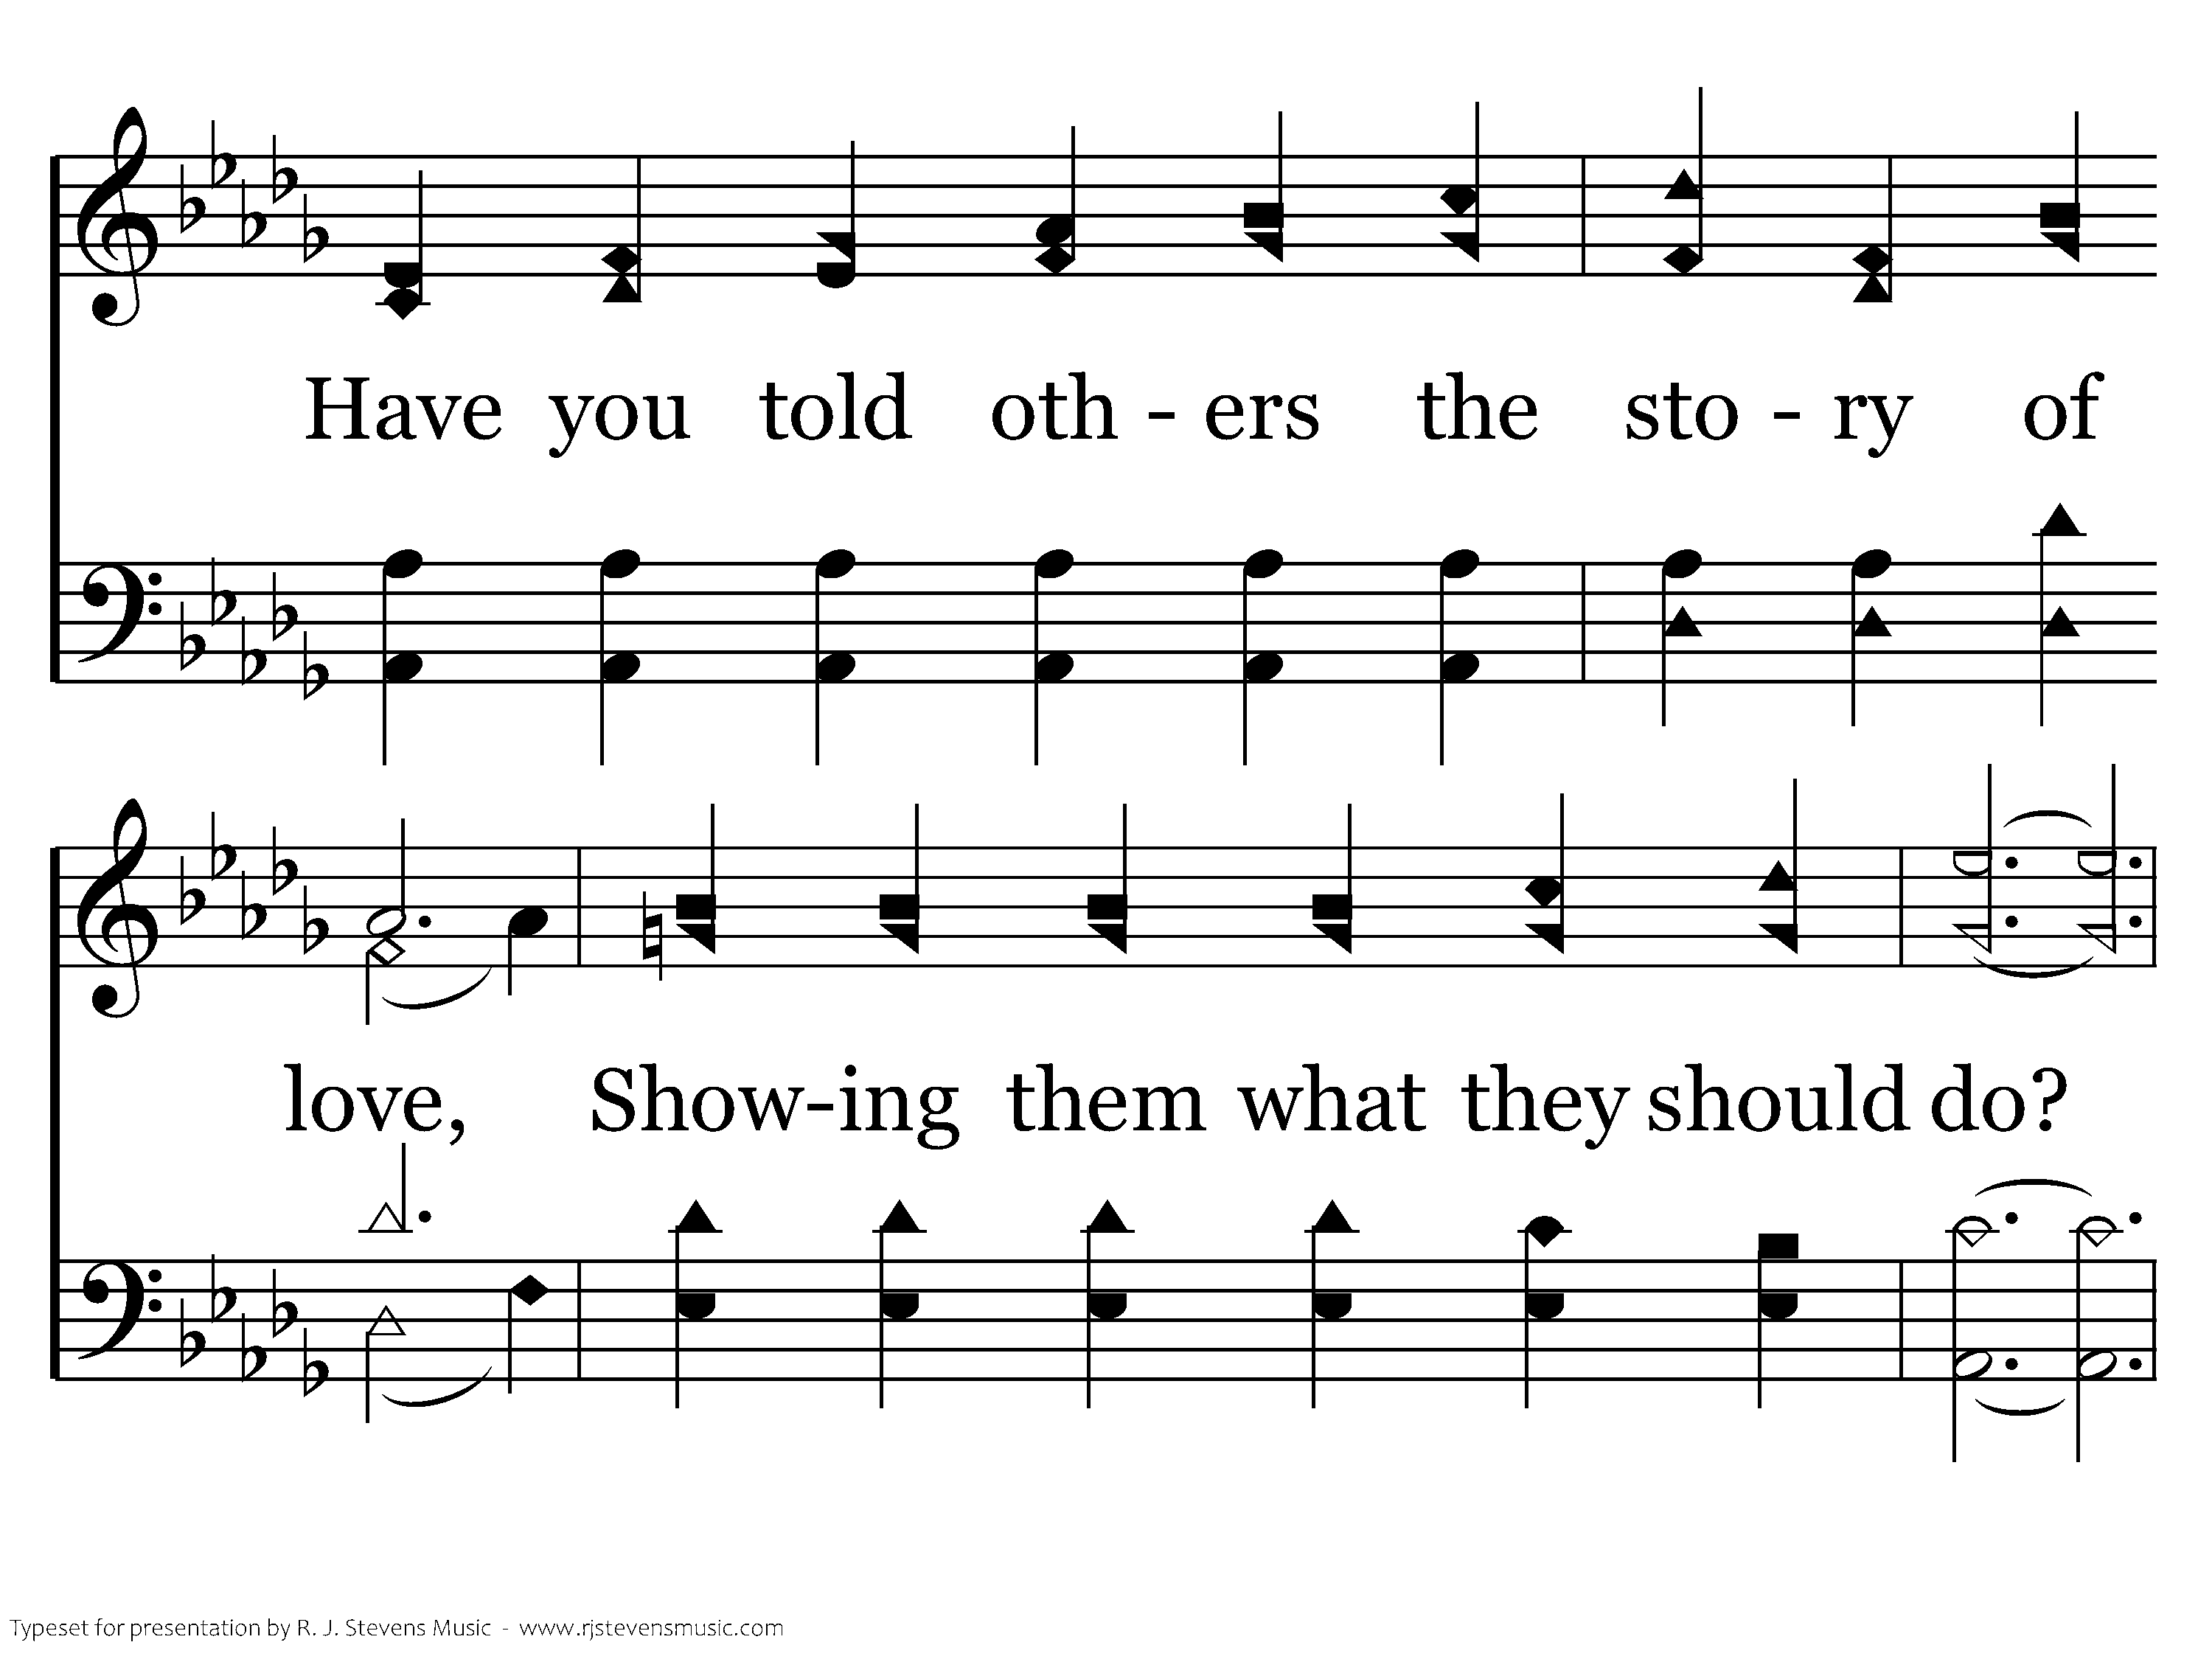 Have you told oth - ers the sto - ry of
love, Show-ing them what they should do?
Typeset for presentation by R. J. Stevens Music - www.rjstevensmusic.com